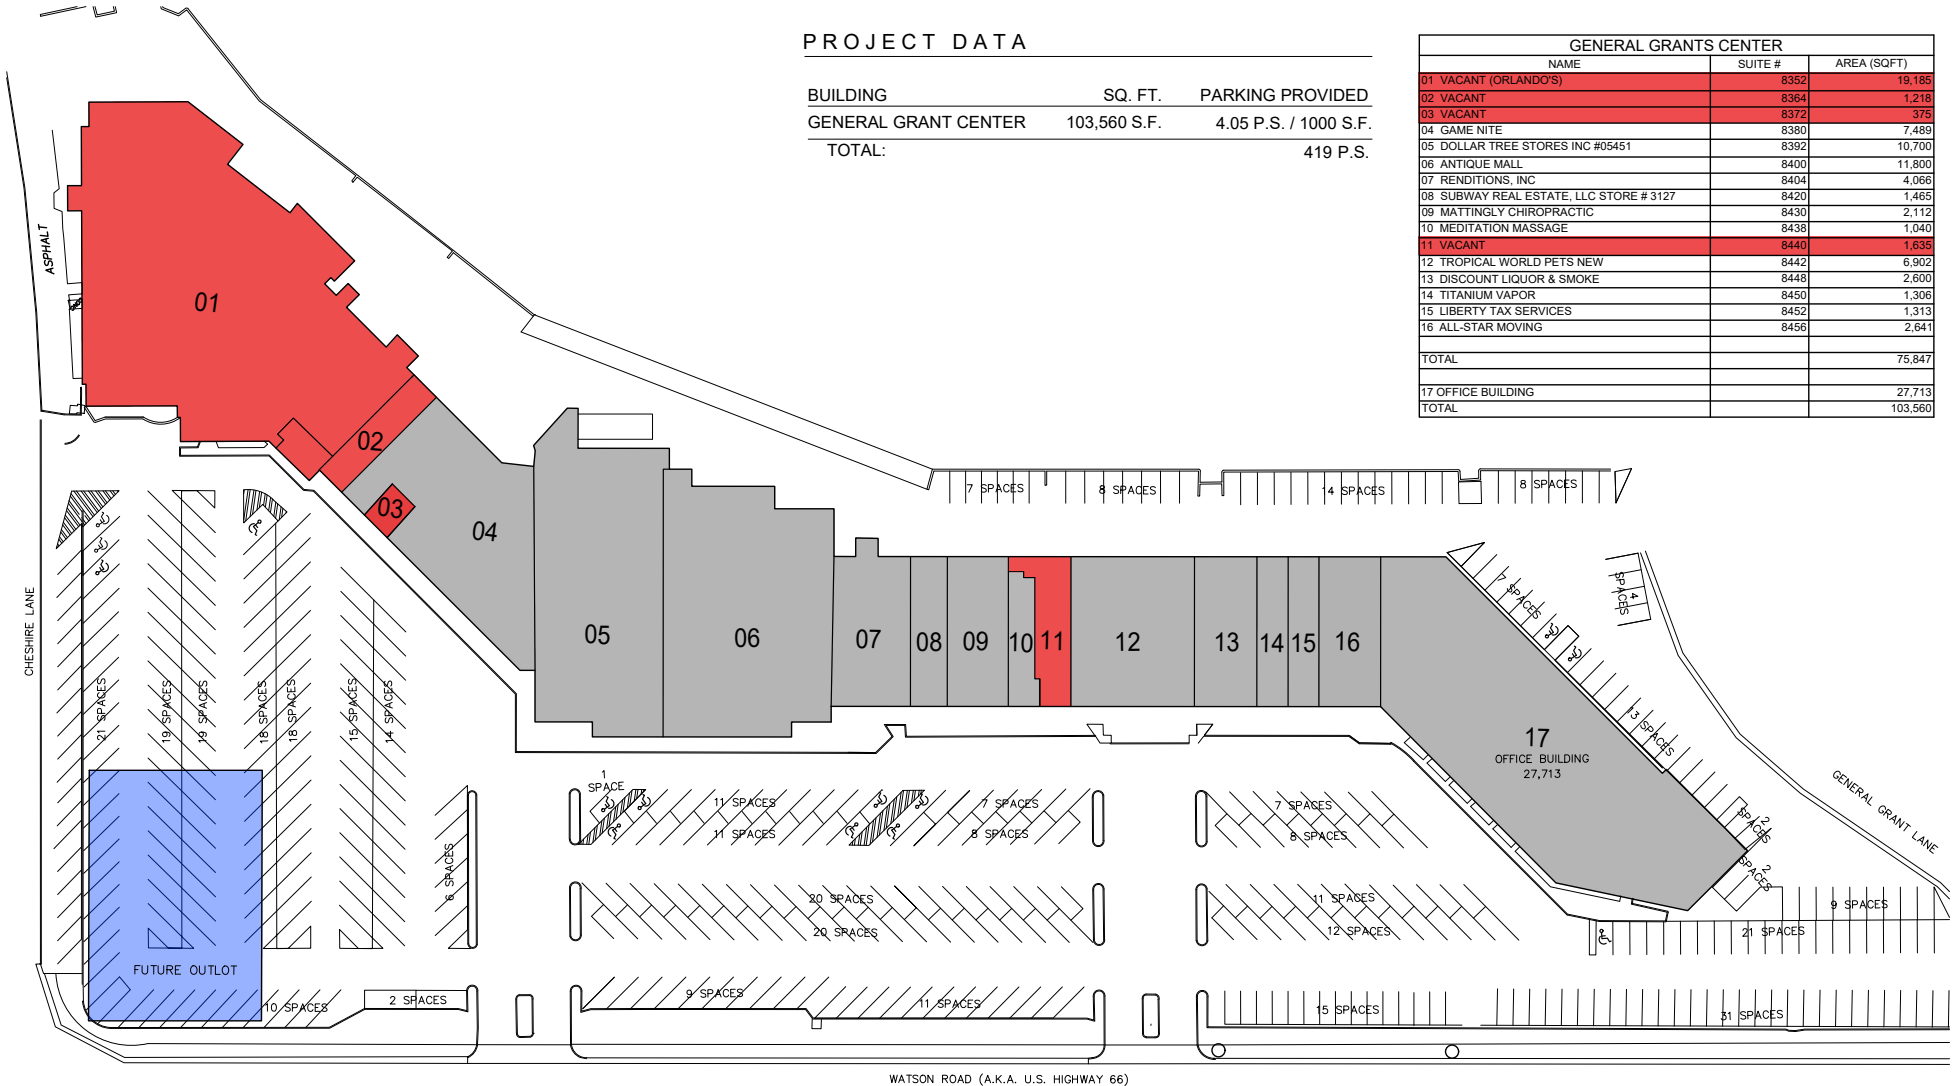 PROJECT DATA
BUILDING SQ. FT. PARKING PROVIDED
GENERAL GRANT CENTER 103,560 S.F. 4.05 P.S. / 1000 S.F.
TOTAL: 419 P.S.
GENERAL GRANTS CENTER
NAME SUITE # AREA (SQFT)
01 VACANT (ORLANDO'S) 8352 19,185
02 VACANT 8364 1,218
03 VACANT 8372 375
04 GAME NITE 8380 7,489
05 DOLLAR TREE STORES INC #05451 8392 10,700
06 ANTIQUE MALL 8400 11,800
07 RENDITIONS, INC 8404 4,066
08 SUBWAY REAL ESTATE, LLC STORE # 3127 8420 1,465
09 MATTINGLY CHIROPRACTIC 8430 2,112
10 MEDITATION MASSAGE 8438 1,040
11 VACANT 8440 1,635
12 TROPICAL WORLD PETS NEW 8442 6,902
13 DISCOUNT LIQUOR & SMOKE 8448 2,600
14 TITANIUM VAPOR 8450 1,306
15 LIBERTY TAX SERVICES 8452 1,313
16 ALL-STAR MOVING 8456 2,641
TOTAL 75,847
17 OFFICE BUILDING 27,713
TOTAL 103,560
ASPHALT
01
02
03
04
05
06
07
08
09
10
11
12
13
14
15
16
17
OFFICE BUILDING
27,713
7 SPACES
8 SPACES
14 SPACES
8 SPACES
7 SPACES
4 SPACES
13 SPACES
2 SPACES
2 SPACES
GENERAL GRANT LANE
CHESHIRE LANE
21 SPACES
19 SPACES
19 SPACES
18 SPACES
18 SPACES
15 SPACES
14 SPACES
6 SPACES
1 SPACE
11 SPACES
11 SPACES
7 SPACES
8 SPACES
7 SPACES
8 SPACES
20 SPACES
20 SPACES
11 SPACES
12 SPACES
9 SPACES
21 SPACES
FUTURE OUTLOT
10 SPACES
2 SPACES
9 SPACES
11 SPACES
15 SPACES
31 SPACES
WATSON ROAD (A.K.A. U.S. HIGHWAY 66)